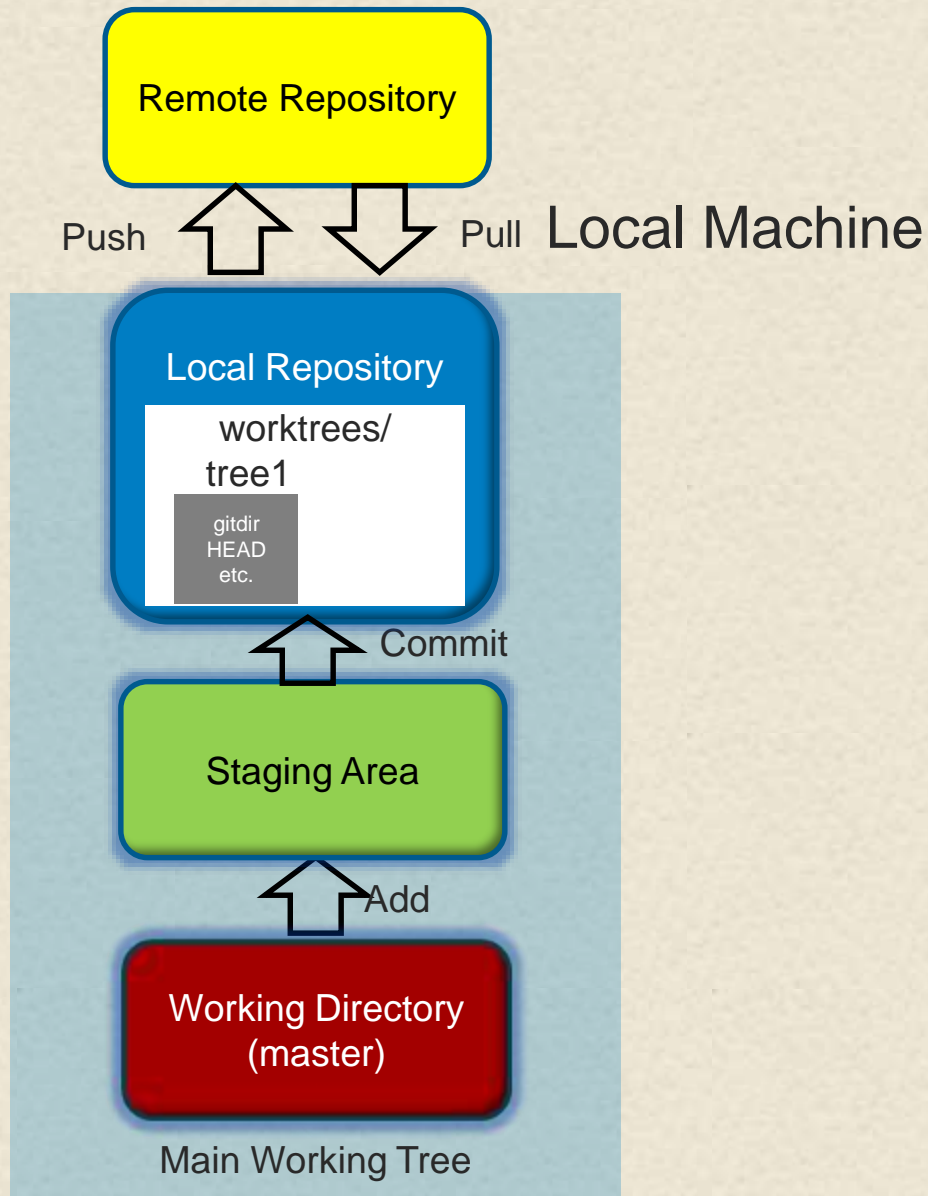 Remote Repository
Push
Pull
Local Machine
Local Repository
worktrees/
tree1
gitdir
HEAD
etc.
Commit
Staging Area
Add
Working Directory
(master)
Main Working Tree